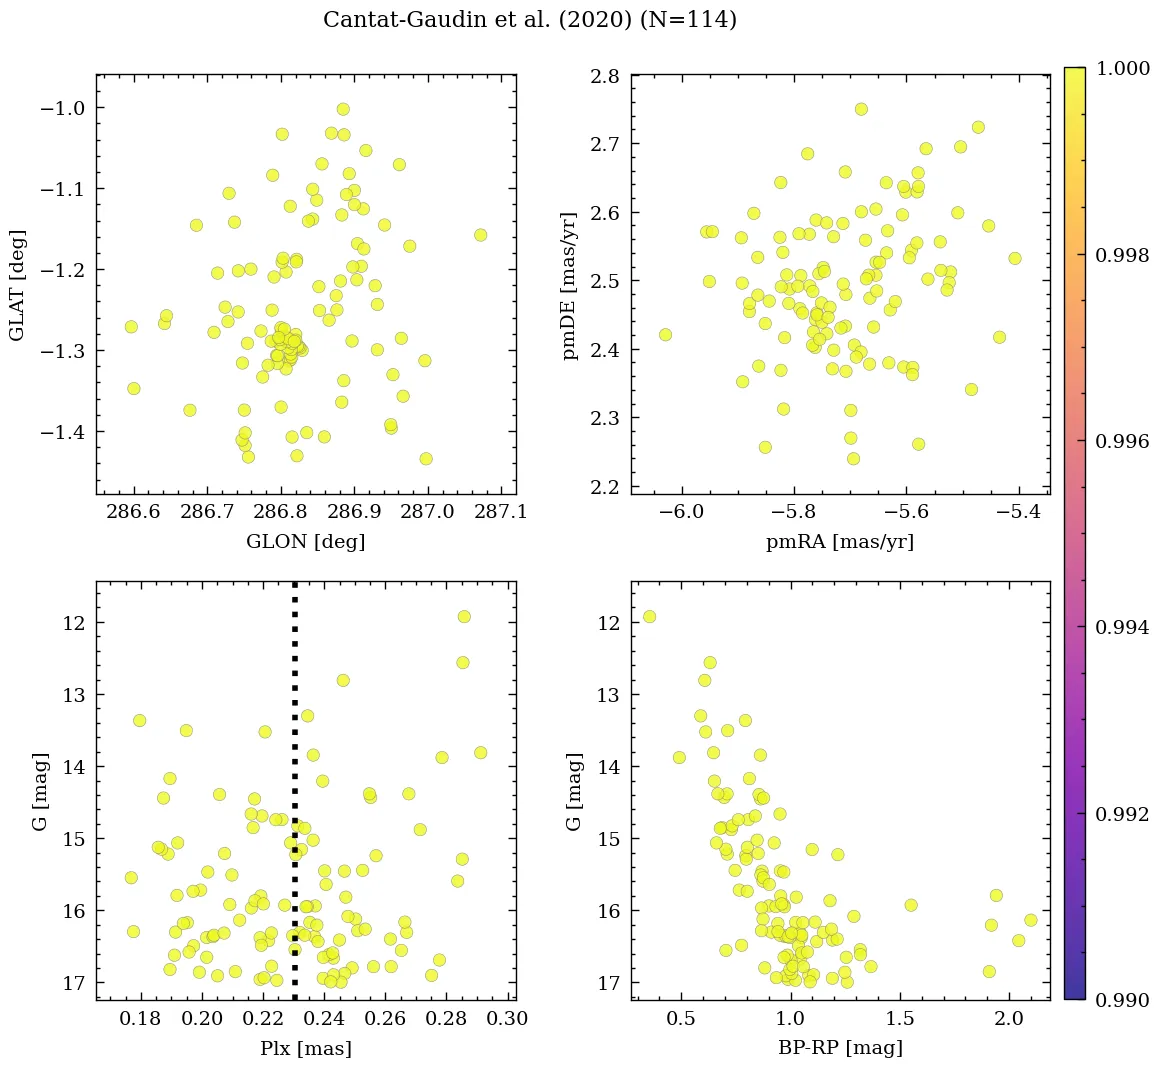 Cantat-Gaudin et al. (2020) (N=114)
−1.0
−1.1
−1.2
−1.3
−1.4
GLAT [deg]
286.6 286.7 286.8 286.9 287.0 287.1
GLON [deg]
2.8
2.7
2.6
2.5
2.4
2.3
2.2
pmDE [mas/yr]
−6.0 −5.8 −5.6 −5.4
pmRA [mas/yr]
12
13
14
15
16
17
G [mag]
0.18 0.20 0.22 0.24 0.26 0.28 0.30
Plx [mas]
12
13
14
15
16
17
G [mag]
0.5 1.0 1.5 2.0
BP-RP [mag]
1.000
0.998
0.996
0.994
0.992
0.990